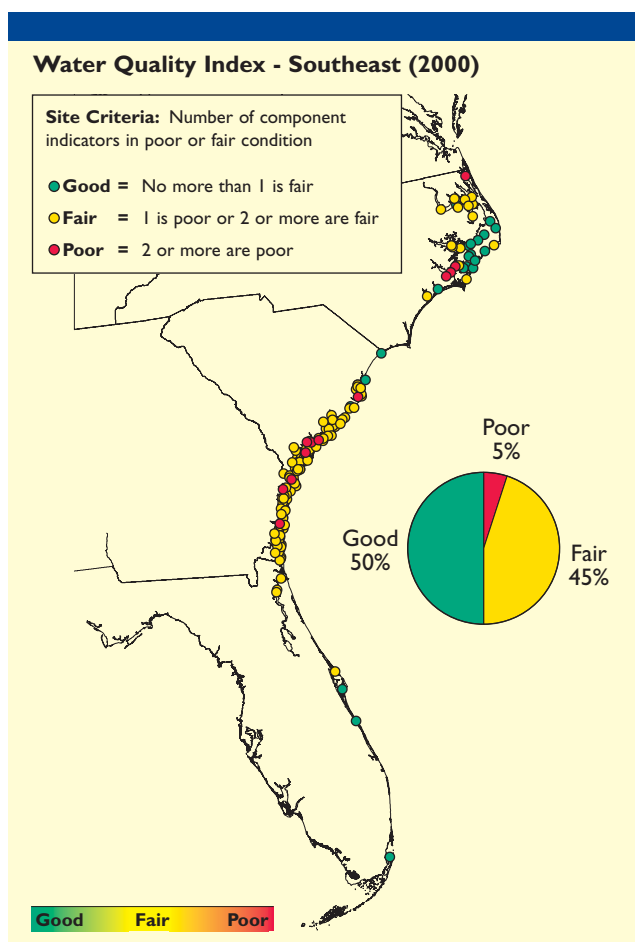 Water Quality Index - Southeast (2000)
Site Criteria: Number of component
indicators in poor or fair condition
Good = No more than 1 is fair
Fair = 1 is poor or 2 or more are fair
Poor = 2 or more are poor
Poor
5%
Good
50%
Fair
45%
Good Fair Poor